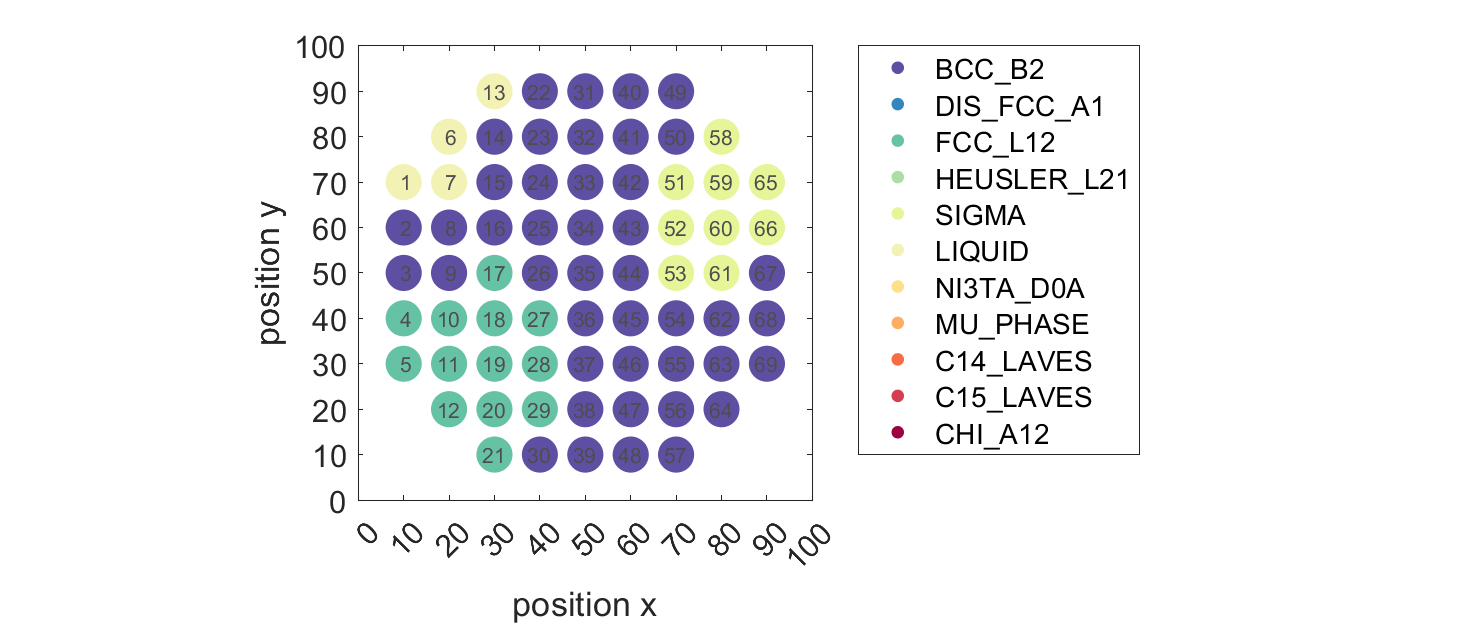 100
90
80
70
60
50
40
30
20
10
0
position y
13 22 31 40 49
6 14 23 32 41 50 58
1 7 15 24 33 42 51 59 65
2 8 16 25 34 43 52 60 66
3 9 17 26 35 44 53 61 67
4 10 18 27 36 45 54 62 68
5 11 19 28 37 46 55 63 69
12 20 29 38 47 56 64
21 30 39 48 57
0 10 20 30 40 50 60 70 80 90 100
position x
BCC_B2
DIS_FCC_A1
FCC_L12
HEUSLER_L21
SIGMA
LIQUID
NI3TA_D0A
MU_PHASE
C14_LAVES
C15_LAVES
CHI_A12